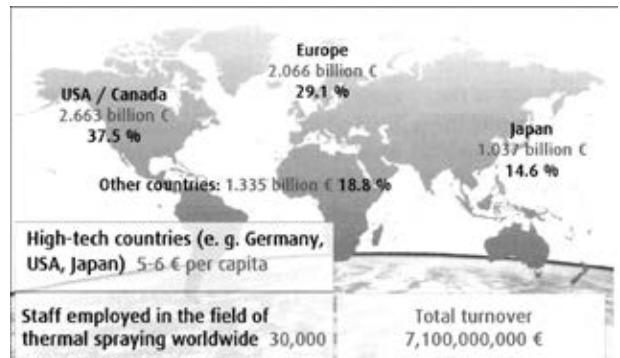 Europe
2.066 billion €
29.1 %
USA / Canada
2.663 billion €
37.5 %
Japan
1.037 billion €
14.6 %
Other countries: 1.335 billion € 18.8 %
High-tech countries (e. g. Germany,
USA, Japan) 5-6 € per capita
Staff employed in the field of
thermal spraying worldwide 30,000
Total turnover
7,100,000,000 €